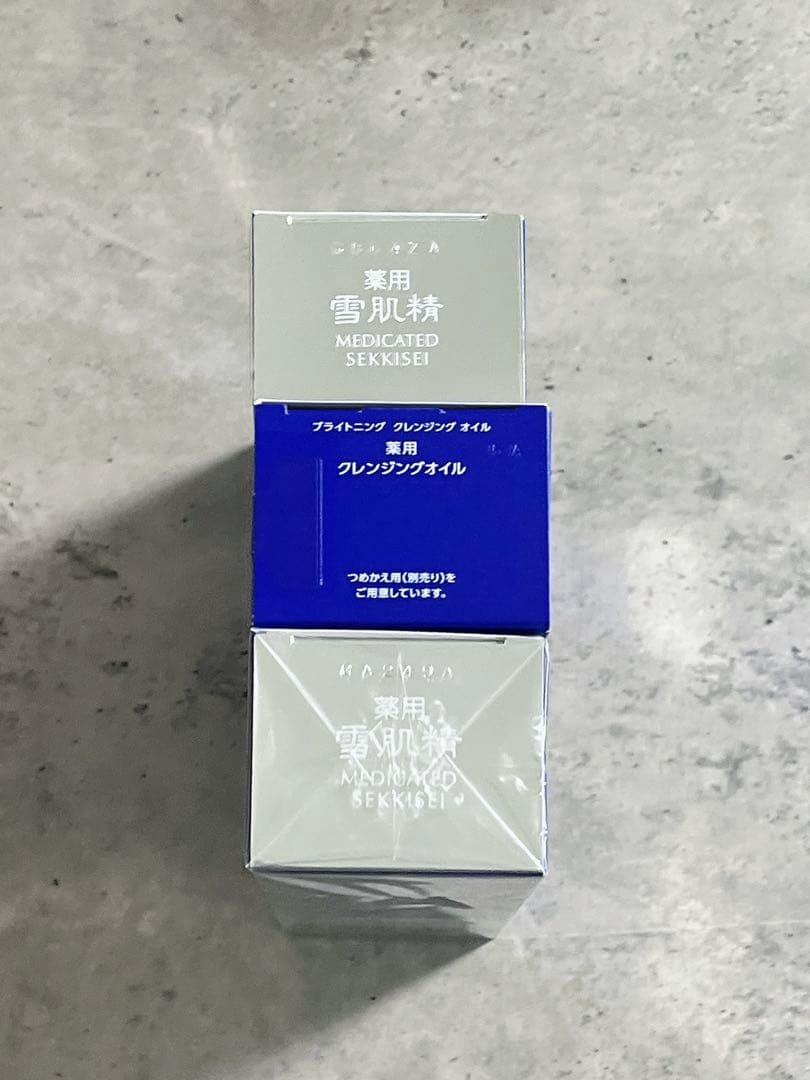 薬用
雪肌精
MEDICATED
SEKKISEI
ブライトニング クレンジング オイル
薬用
クレンジングオイル
つめかえ用(別売り)を
ご用意しています。
薬用
雪肌精
MEDICATED
SEKKISEI